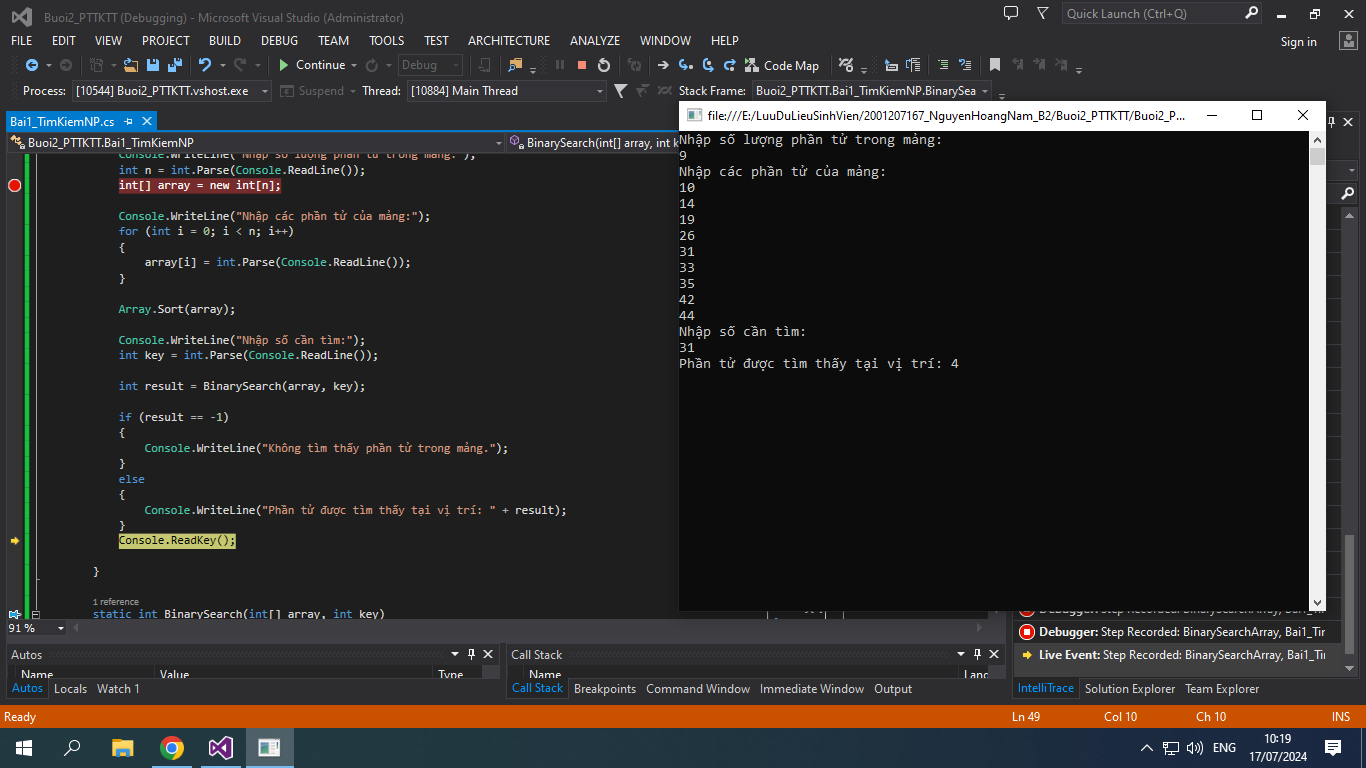 Buoi2_PTTKTT (Debugging) - Microsoft Visual Studio (Administrator)
Quick Launch (Ctrl+Q)
FILE EDIT VIEW PROJECT BUILD DEBUG TEAM TOOLS TEST ARCHITECTURE ANALYZE WINDOW HELP
Sign in
Continue Debug Code Map
Process: [10544] Buoi2_PTTKTT.vshost.exe Suspend Thread: [10884] Main Thread Stack Frame: Buoi2_PTTKTT.Bai1_TimKiemNP.BinarySea
Bai1_TimKiemNP.cs
Buoi2_PTTKTT.Bai1_TimKiemNP BinarySearch(int[] array, int k
Console.WriteLine("Nhập số lượng phần tử trong mảng:");
int n = int.Parse(Console.ReadLine());
int[] array = new int[n];
Console.WriteLine("Nhập các phần tử của mảng:");
for (int i = 0; i < n; i++)
{
array[i] = int.Parse(Console.ReadLine());
}
Array.Sort(array);
Console.WriteLine("Nhập số cần tìm:");
int key = int.Parse(Console.ReadLine());
int result = BinarySearch(array, key);
if (result == -1)
{
Console.WriteLine("Không tìm thấy phần tử trong mảng.");
}
else
{
Console.WriteLine("Phần tử được tìm thấy tại vị trí: " + result);
}
Console.ReadKey();
}
1 reference
static int BinarySearch(int[] array, int key)
91 %
file:///E:/LuuDuLieuSinhVien/2001207167_NguyenHoangNam_B2/Buoi2_PTTKTT/Buoi2_P...
Nhập số lượng phần tử trong mảng:
9
Nhập các phần tử của mảng:
10
14
19
26
31
33
35
42
44
Nhập số cần tìm:
31
Phần tử được tìm thấy tại vị trí: 4
Debugger: Step Recorded: BinarySearchArray, Bai1_Tir
Live Event: Step Recorded: BinarySearchArray, Bai1_Tim
Autos
Name Value Type
Autos Locals Watch 1
Call Stack
Name Lang
Call Stack Breakpoints Command Window Immediate Window Output
IntelliTrace Solution Explorer Team Explorer
Ready Ln 49 Col 10 Ch 10 INS
ENG
10:19
17/07/2024